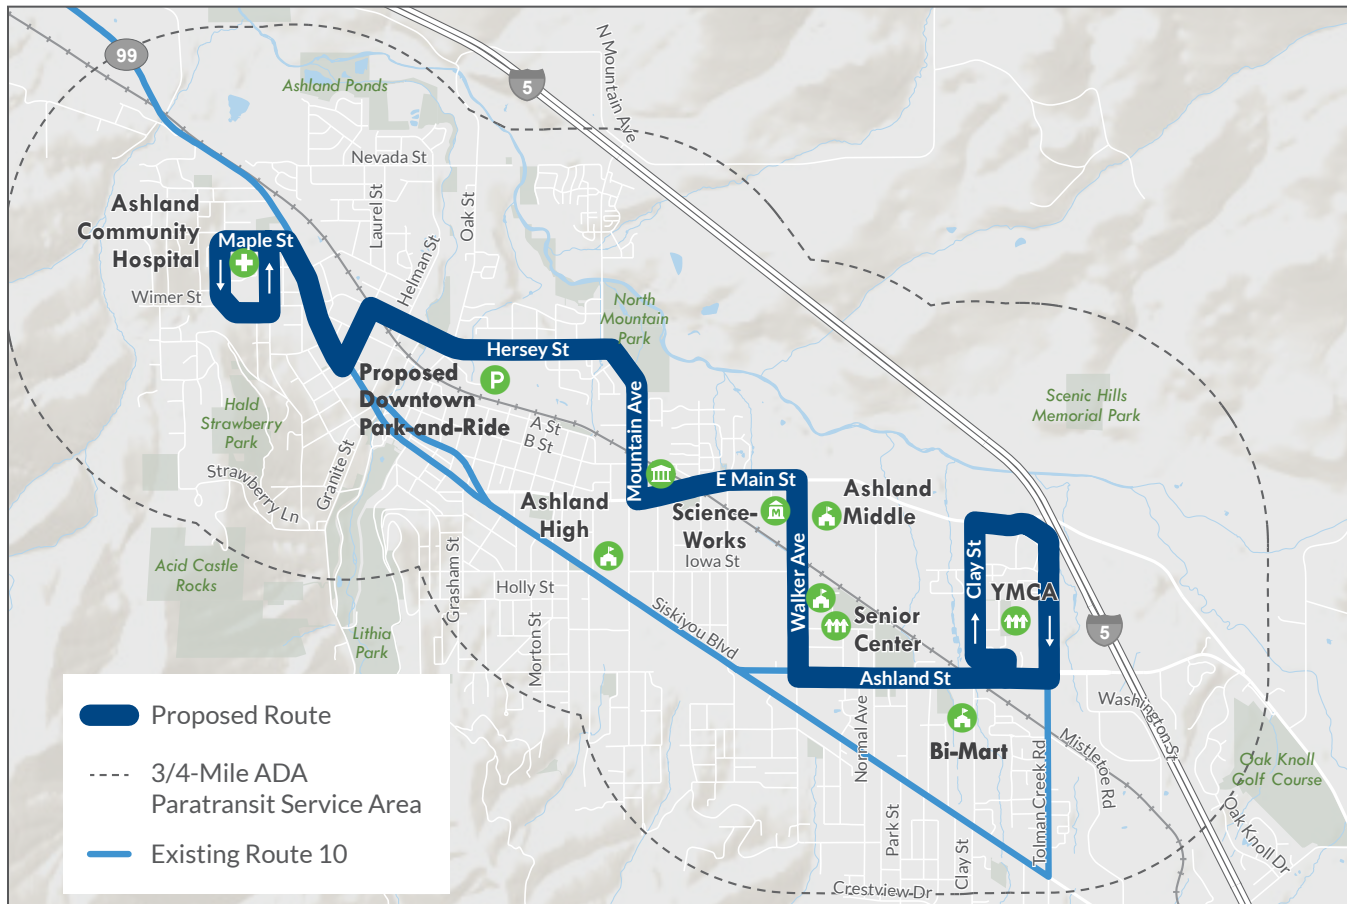 99
5
N Mountain Ave
Ashland Ponds
Nevada St
Laurel St
Oak St
Helman St
Ashland
Community
Hospital
Maple St
Wimer St
North
Mountain
Park
Hersey St
Proposed
Downtown
Park-and-Ride
P
Hald
Strawberry
Park
Scenic Hills
Memorial Park
A St
B St
Mountain Ave
Strawberry Ln
Granite St
E Main St
Ashland
High
Science-
Works
M
Ashland
Middle
Iowa St
Acid Castle
Rocks
Grasham St
Holly St
Walker Ave
Clay St
YMCA
Siskiyou Blvd
Senior
Center
5
Lithia
Park
Morton St
Ashland St
Washington St
Normal Ave
Bi-Mart
Mistletoe Rd
Tolman Creek Rd
Oak Knoll
Golf Course
Oak Knoll Dr
Park St
Clay St
Crestview Dr
Proposed Route
3/4-Mile ADA
Paratransit Service Area
Existing Route 10